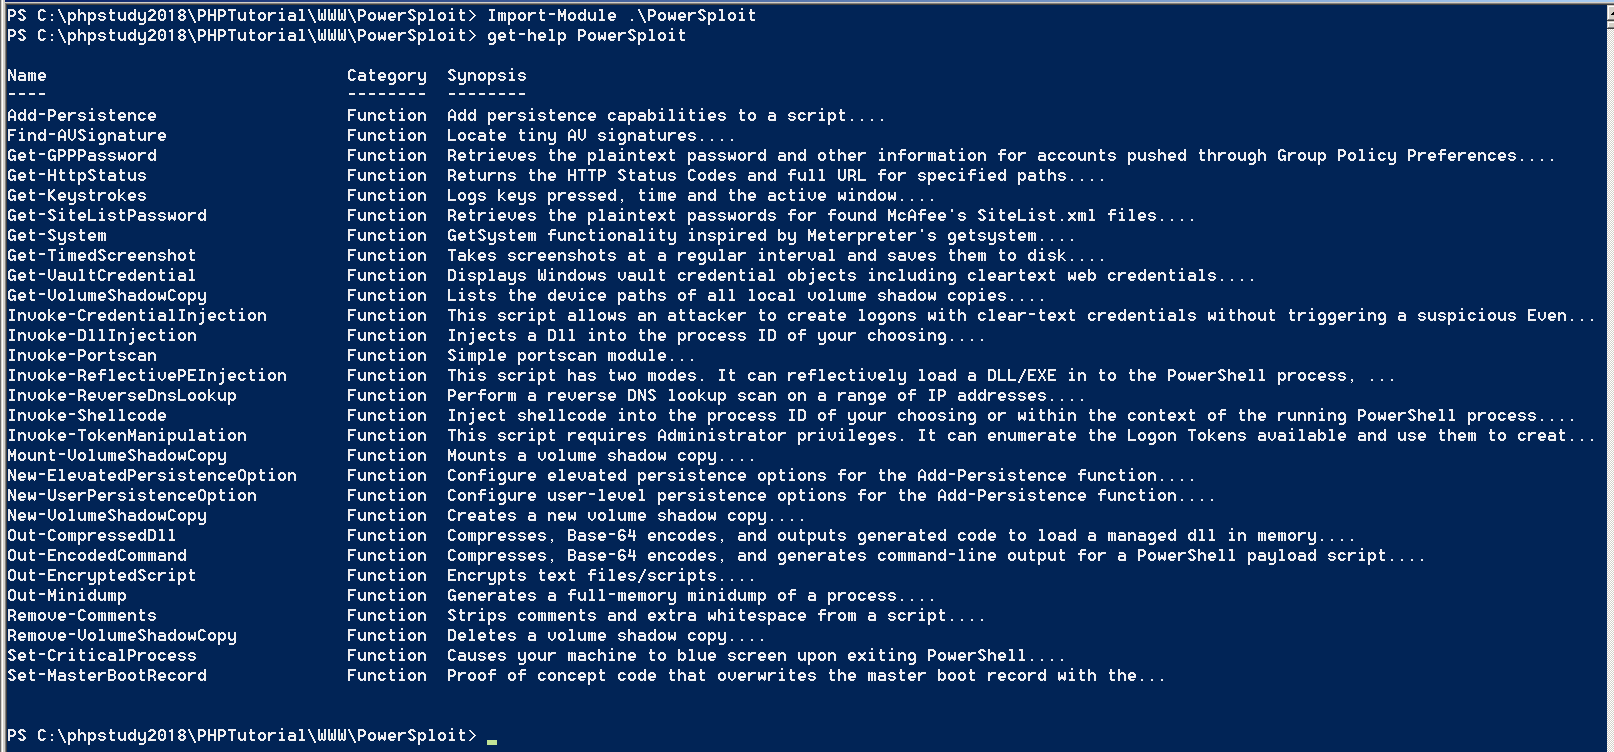 PS C:\phpstudy2018\PHPTutorial\WWW\PowerSploit> Import-Module .\PowerSploit
PS C:\phpstudy2018\PHPTutorial\WWW\PowerSploit> get-help PowerSploit
Name Category Synopsis
---- -------- --------
Add-Persistence Function Add persistence capabilities to a script....
Find-AVSignature Function Locate tiny AV signatures....
Get-GPPPassword Function Retrieves the plaintext password and other information for accounts pushed through Group Policy Preferences....
Get-HttpStatus Function Returns the HTTP Status Codes and full URL for specified paths....
Get-Keystrokes Function Logs keys pressed, time and the active window....
Get-SiteListPassword Function Retrieves the plaintext passwords for found McAfee's SiteList.xml files....
Get-System Function GetSystem functionality inspired by Meterpreter's getsystem....
Get-TimedScreenshot Function Takes screenshots at a regular interval and saves them to disk....
Get-VaultCredential Function Displays Windows vault credential objects including cleartext web credentials....
Get-VolumeShadowCopy Function Lists the device paths of all local volume shadow copies....
Invoke-CredentialInjection Function This script allows an attacker to create logons with clear-text credentials without triggering a suspicious Even...
Invoke-DllInjection Function Injects a Dll into the process ID of your choosing....
Invoke-Portscan Function Simple portscan module...
Invoke-ReflectivePEInjection Function This script has two modes. It can reflectively load a DLL/EXE in to the PowerShell process, ...
Invoke-ReverseDnsLookup Function Perform a reverse DNS lookup scan on a range of IP addresses....
Invoke-Shellcode Function Inject shellcode into the process ID of your choosing or within the context of the running PowerShell process....
Invoke-TokenManipulation Function This script requires Administrator privileges. It can enumerate the Logon Tokens available and use them to creat...
Mount-VolumeShadowCopy Function Mounts a volume shadow copy....
New-ElevatedPersistenceOption Function Configure elevated persistence options for the Add-Persistence function....
New-UserPersistenceOption Function Configure user-level persistence options for the Add-Persistence function....
New-VolumeShadowCopy Function Creates a new volume shadow copy....
Out-CompressedDll Function Compresses, Base-64 encodes, and outputs generated code to load a managed dll in memory....
Out-EncodedCommand Function Compresses, Base-64 encodes, and generates command-line output for a PowerShell payload script....
Out-EncryptedScript Function Encrypts text files/scripts....
Out-Minidump Function Generates a full-memory minidump of a process....
Remove-Comments Function Strips comments and extra whitespace from a script....
Remove-VolumeShadowCopy Function Deletes a volume shadow copy....
Set-CriticalProcess Function Causes your machine to blue screen upon exiting PowerShell....
Set-MasterBootRecord Function Proof of concept code that overwrites the master boot record with the...
PS C:\phpstudy2018\PHPTutorial\WWW\PowerSploit> _